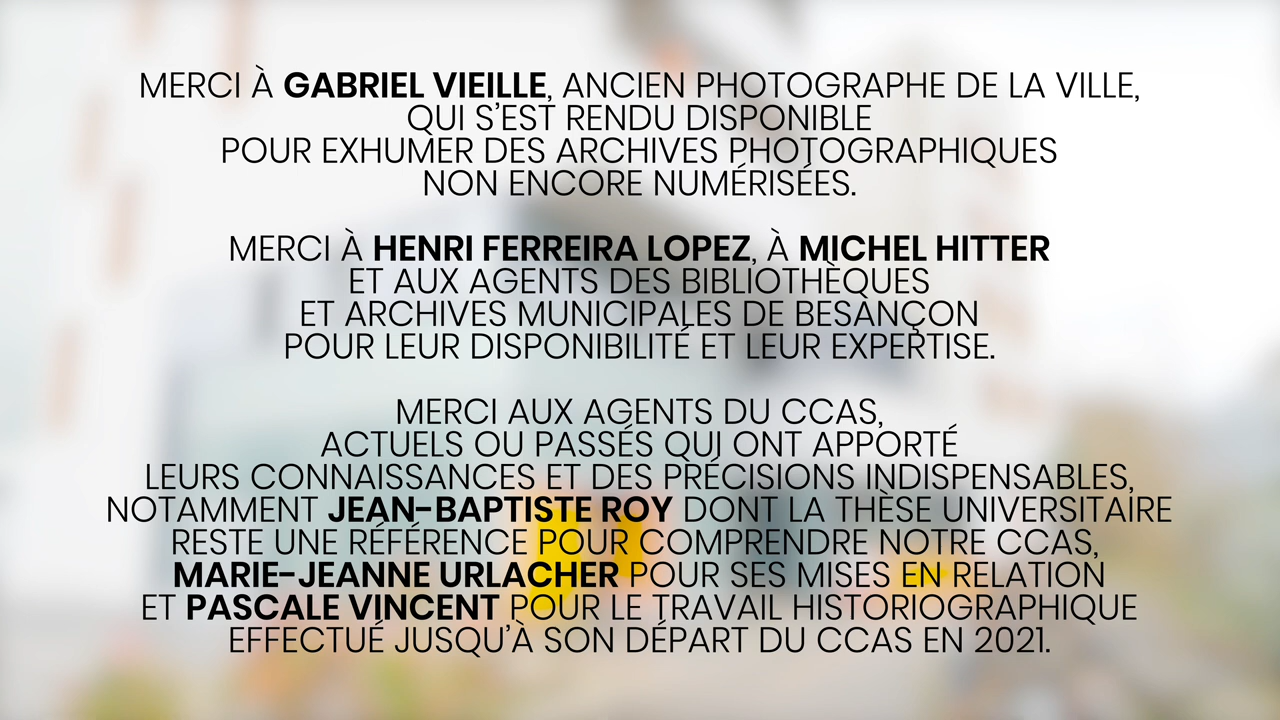 MERCI À GABRIEL VIEILLE, ANCIEN PHOTOGRAPHE DE LA VILLE,
QUI S'EST RENDU DISPONIBLE
POUR EXHUMER DES ARCHIVES PHOTOGRAPHIQUES
NON ENCORE NUMÉRISÉES.
MERCI À HENRI FERREIRA LOPEZ, À MICHEL HITTER
ET AUX AGENTS DES BIBLIOTHÈQUES
ET ARCHIVES MUNICIPALES DE BESANÇON
POUR LEUR DISPONIBILITÉ ET LEUR EXPERTISE.
MERCI AUX AGENTS DU CCAS,
ACTUELS OU PASSÉS QUI ONT APPORTÉ
LEURS CONNAISSANCES ET DES PRÉCISIONS INDISPENSABLES,
NOTAMMENT JEAN-BAPTISTE ROY DONT LA THÈSE UNIVERSITAIRE
RESTE UNE RÉFÉRENCE POUR COMPRENDRE NOTRE CCAS,
MARIE-JEANNE URLACHER POUR SES MISES EN RELATION
ET PASCALE VINCENT POUR LE TRAVAIL HISTORIOGRAPHIQUE
EFFECTUÉ JUSQU'À SON DÉPART DU CCAS EN 2021.